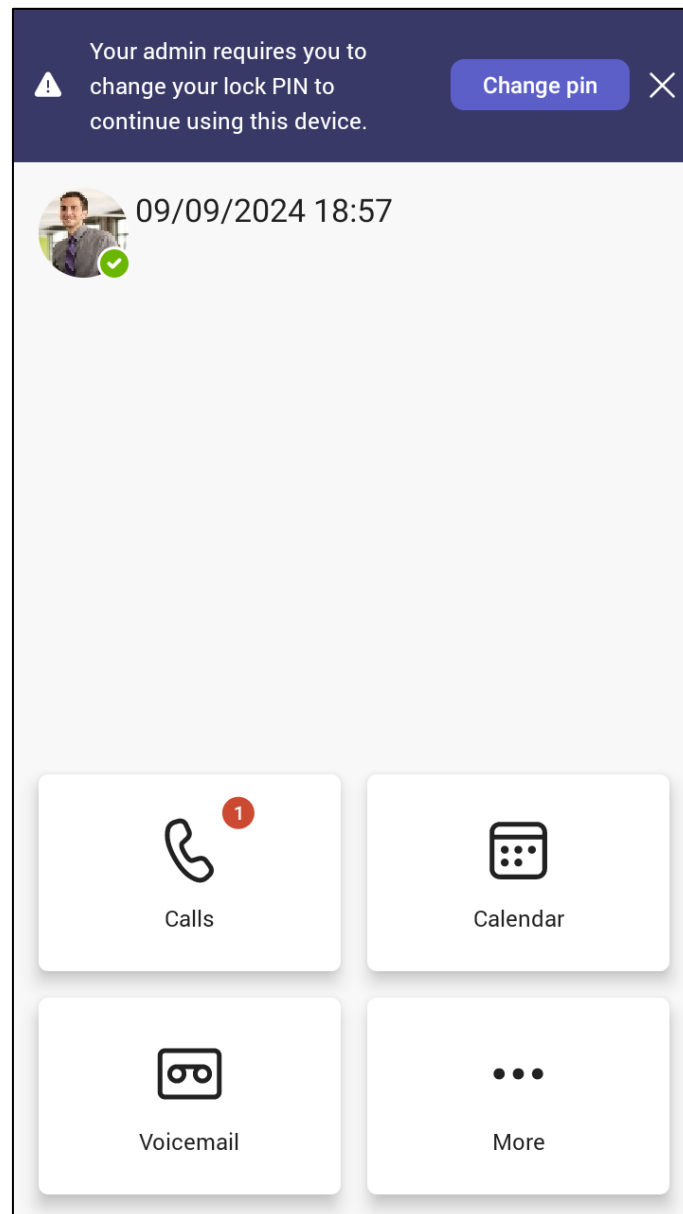 Your admin requires you to
change your lock PIN to
continue using this device.
Change pin
09/09/2024 18:57
1
Calls
Calendar
Voicemail
More